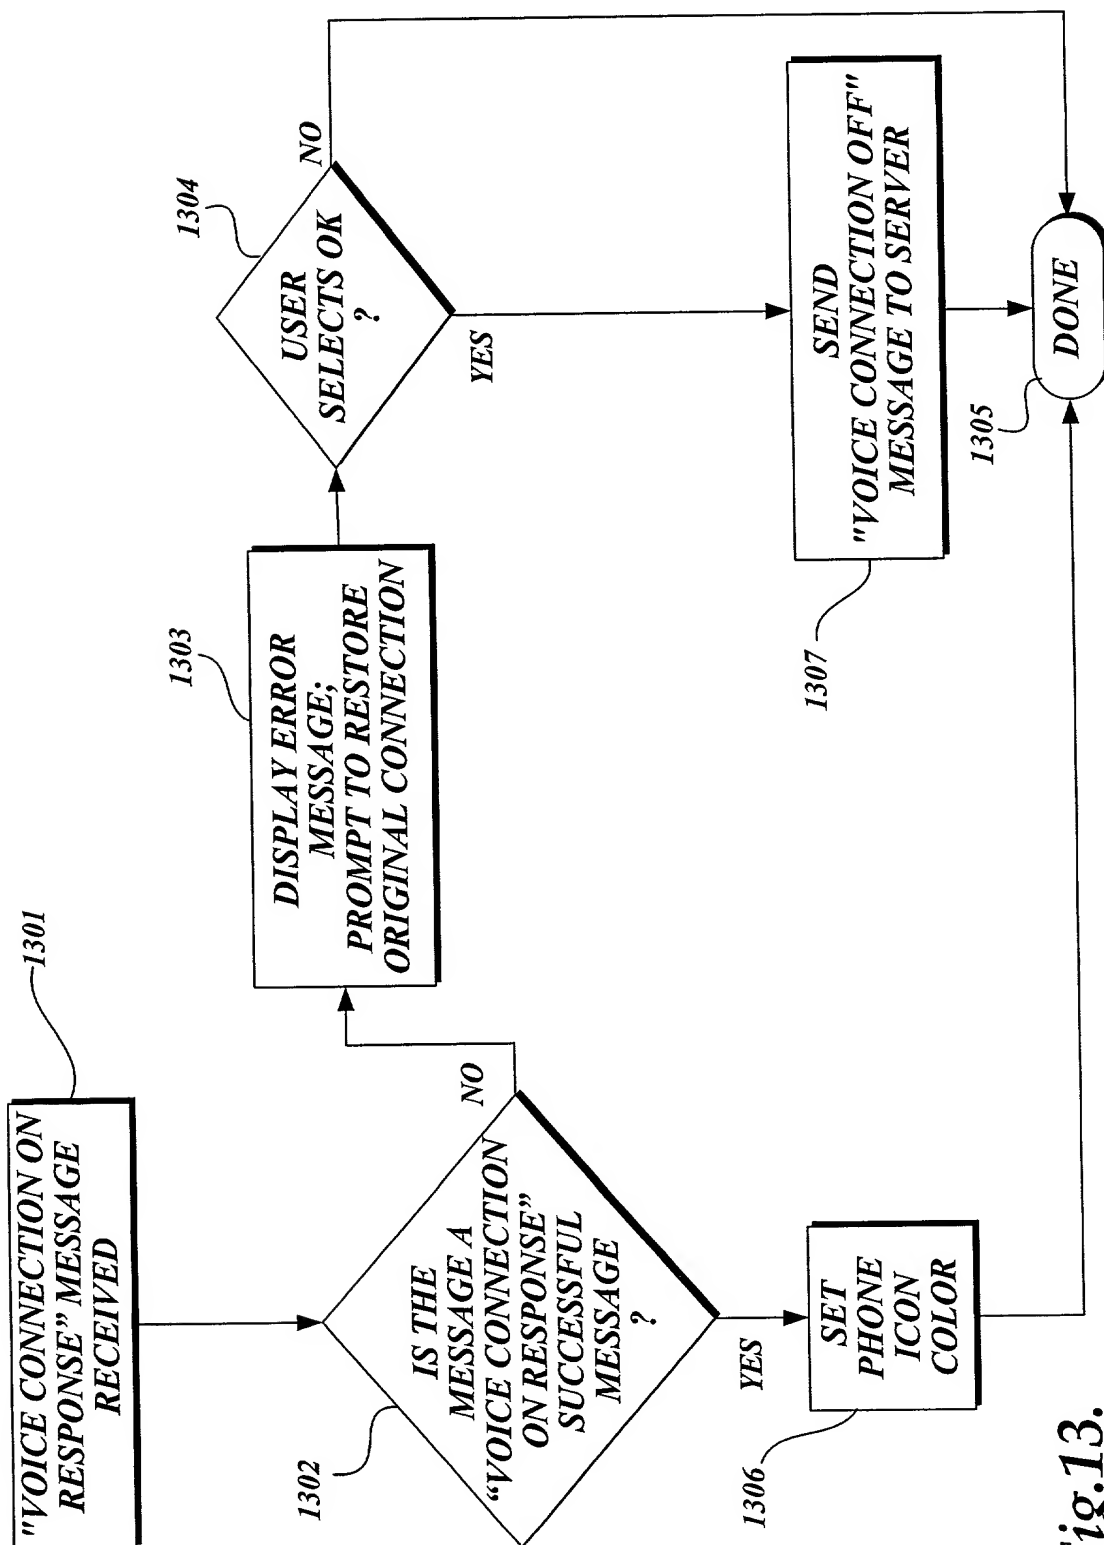 "VOICE CONNECTION ON
RESPONSE" MESSAGE
RECEIVED
1301
IS THE
MESSAGE A
“VOICE CONNECTION
ON RESPONSE”
SUCCESSFUL
MESSAGE
?
1302
NO
YES
DISPLAY ERROR
MESSAGE;
PROMPT TO RESTORE
ORIGINAL CONNECTION
1303
USER
SELECTS OK
?
1304
NO
YES
SET
PHONE
ICON
COLOR
1306
SEND
"VOICE CONNECTION OFF"
MESSAGE TO SERVER
1307
DONE
1305
Fig.13.